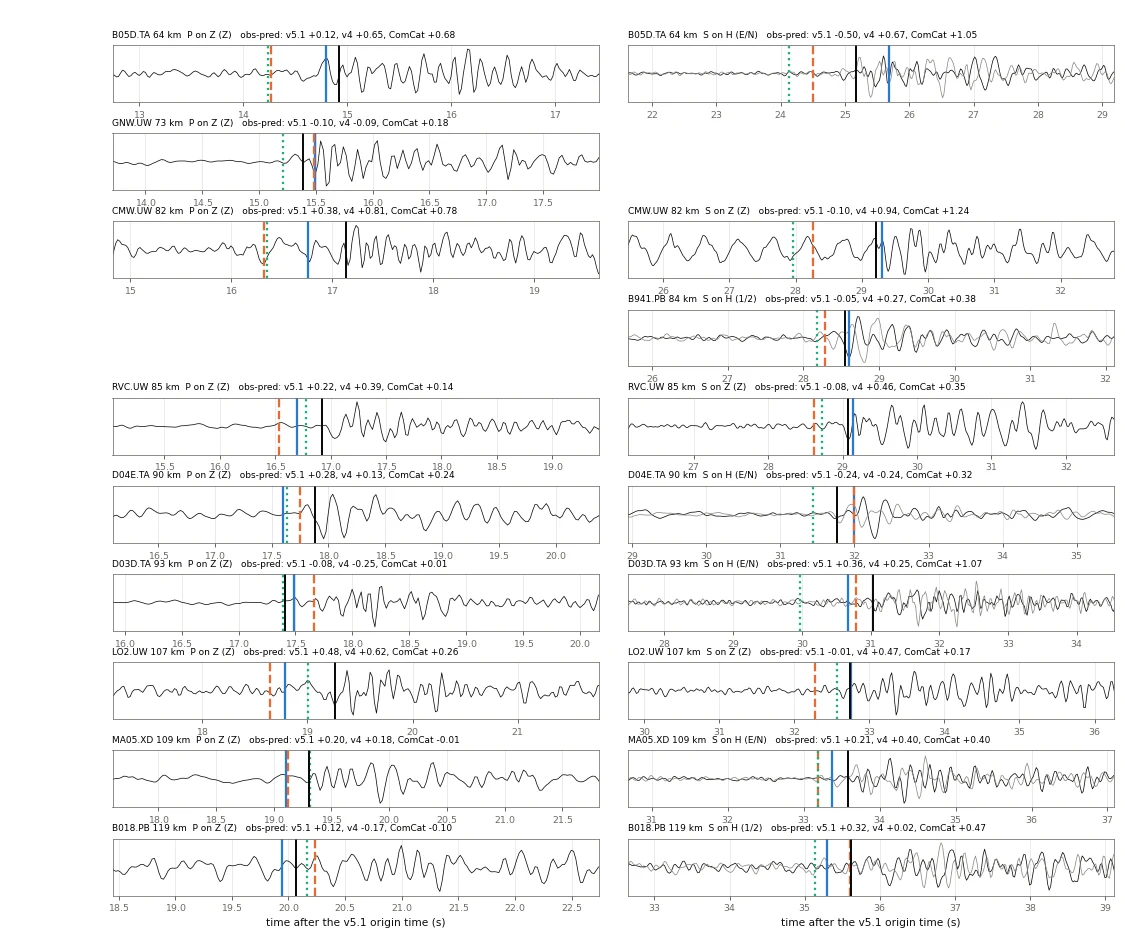 B05D.TA 64 km  P on Z (Z)   obs-pred: v5.1 +0.12, v4 +0.65, ComCat +0.68
13 14 15 16 17
B05D.TA 64 km  S on H (E/N)   obs-pred: v5.1 -0.50, v4 +0.67, ComCat +1.05
22 23 24 25 26 27 28 29
GNW.UW 73 km  P on Z (Z)   obs-pred: v5.1 -0.10, v4 -0.09, ComCat +0.18
14.0 14.5 15.0 15.5 16.0 16.5 17.0 17.5
CMW.UW 82 km  P on Z (Z)   obs-pred: v5.1 +0.38, v4 +0.81, ComCat +0.78
15 16 17 18 19
CMW.UW 82 km  S on Z (Z)   obs-pred: v5.1 -0.10, v4 +0.94, ComCat +1.24
26 27 28 29 30 31 32
B941.PB 84 km  S on H (1/2)   obs-pred: v5.1 -0.05, v4 +0.27, ComCat +0.38
26 27 28 29 30 31 32
RVC.UW 85 km  P on Z (Z)   obs-pred: v5.1 +0.22, v4 +0.39, ComCat +0.14
15.5 16.0 16.5 17.0 17.5 18.0 18.5 19.0
RVC.UW 85 km  S on Z (Z)   obs-pred: v5.1 -0.08, v4 +0.46, ComCat +0.35
27 28 29 30 31 32
D04E.TA 90 km  P on Z (Z)   obs-pred: v5.1 +0.28, v4 +0.13, ComCat +0.24
16.5 17.0 17.5 18.0 18.5 19.0 19.5 20.0
D04E.TA 90 km  S on H (E/N)   obs-pred: v5.1 -0.24, v4 -0.24, ComCat +0.32
29 30 31 32 33 34 35
D03D.TA 93 km  P on Z (Z)   obs-pred: v5.1 -0.08, v4 -0.25, ComCat +0.01
16.0 16.5 17.0 17.5 18.0 18.5 19.0 19.5 20.0
D03D.TA 93 km  S on H (E/N)   obs-pred: v5.1 +0.36, v4 +0.25, ComCat +1.07
28 29 30 31 32 33 34
LO2.UW 107 km  P on Z (Z)   obs-pred: v5.1 +0.48, v4 +0.62, ComCat +0.26
18 19 20 21
LO2.UW 107 km  S on Z (Z)   obs-pred: v5.1 -0.01, v4 +0.47, ComCat +0.17
30 31 32 33 34 35 36
MA05.XD 109 km  P on Z (Z)   obs-pred: v5.1 +0.20, v4 +0.18, ComCat -0.01
18.0 18.5 19.0 19.5 20.0 20.5 21.0 21.5
MA05.XD 109 km  S on H (E/N)   obs-pred: v5.1 +0.21, v4 +0.40, ComCat +0.40
31 32 33 34 35 36 37
B018.PB 119 km  P on Z (Z)   obs-pred: v5.1 +0.12, v4 -0.17, ComCat -0.10
18.5 19.0 19.5 20.0 20.5 21.0 21.5 22.0 22.5
time after the v5.1 origin time (s)
B018.PB 119 km  S on H (1/2)   obs-pred: v5.1 +0.32, v4 +0.02, ComCat +0.47
33 34 35 36 37 38 39
time after the v5.1 origin time (s)